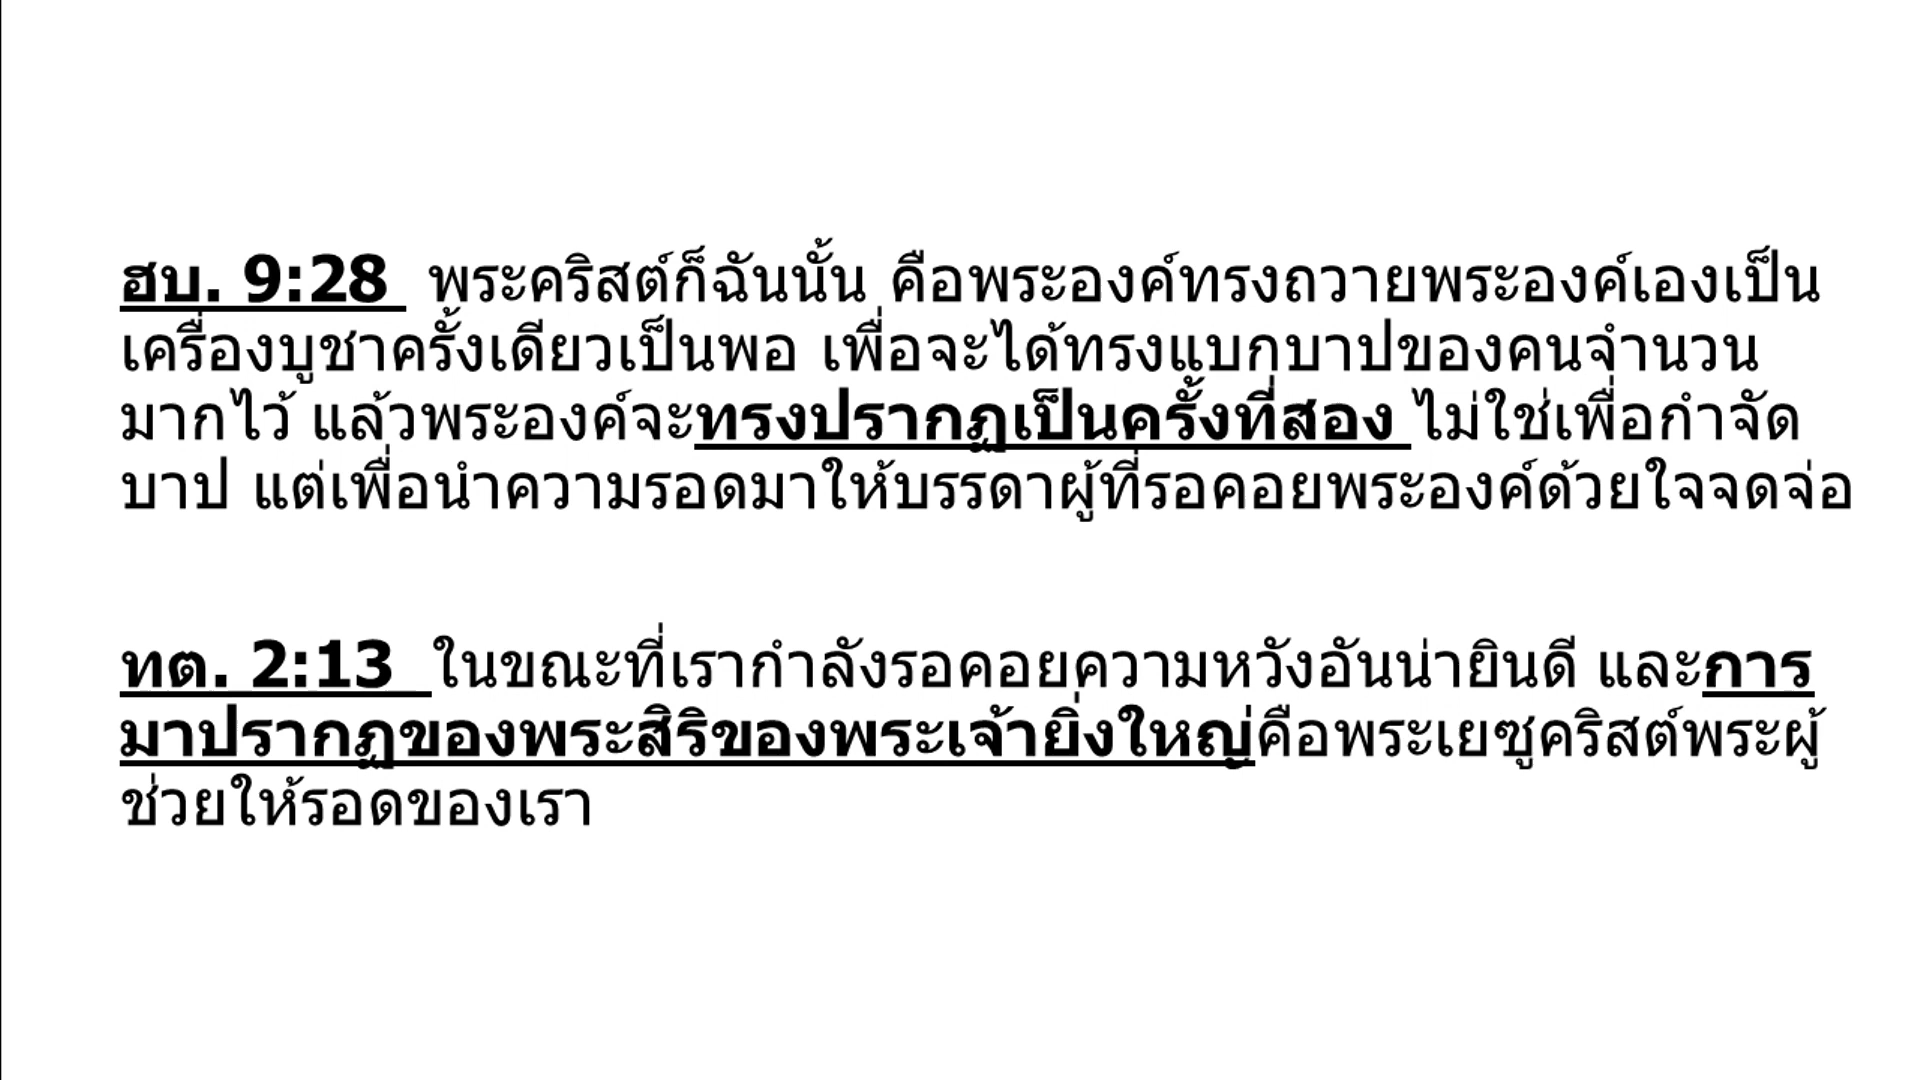 ฮบ. 9:28  พระคริสต์ก็ฉันนั้น คือพระองค์ทรงถวายพระองค์เองเป็น
เครื่องบูชาครั้งเดียวเป็นพอ เพื่อจะได้ทรงแบกบาปของคนจำนวน
มากไว้ แล้วพระองค์จะทรงปรากฏเป็นครั้งที่สอง ไม่ใช่เพื่อกำจัด
บาป แต่เพื่อนำความรอดมาให้บรรดาผู้ที่รอคอยพระองค์ด้วยใจจดจ่อ
ทต. 2:13  ในขณะที่เรากำลังรอคอยความหวังอันน่ายินดี และการ
มาปรากฏของพระสิริของพระเจ้ายิ่งใหญ่คือพระเยซูคริสต์พระผู้
ช่วยให้รอดของเรา